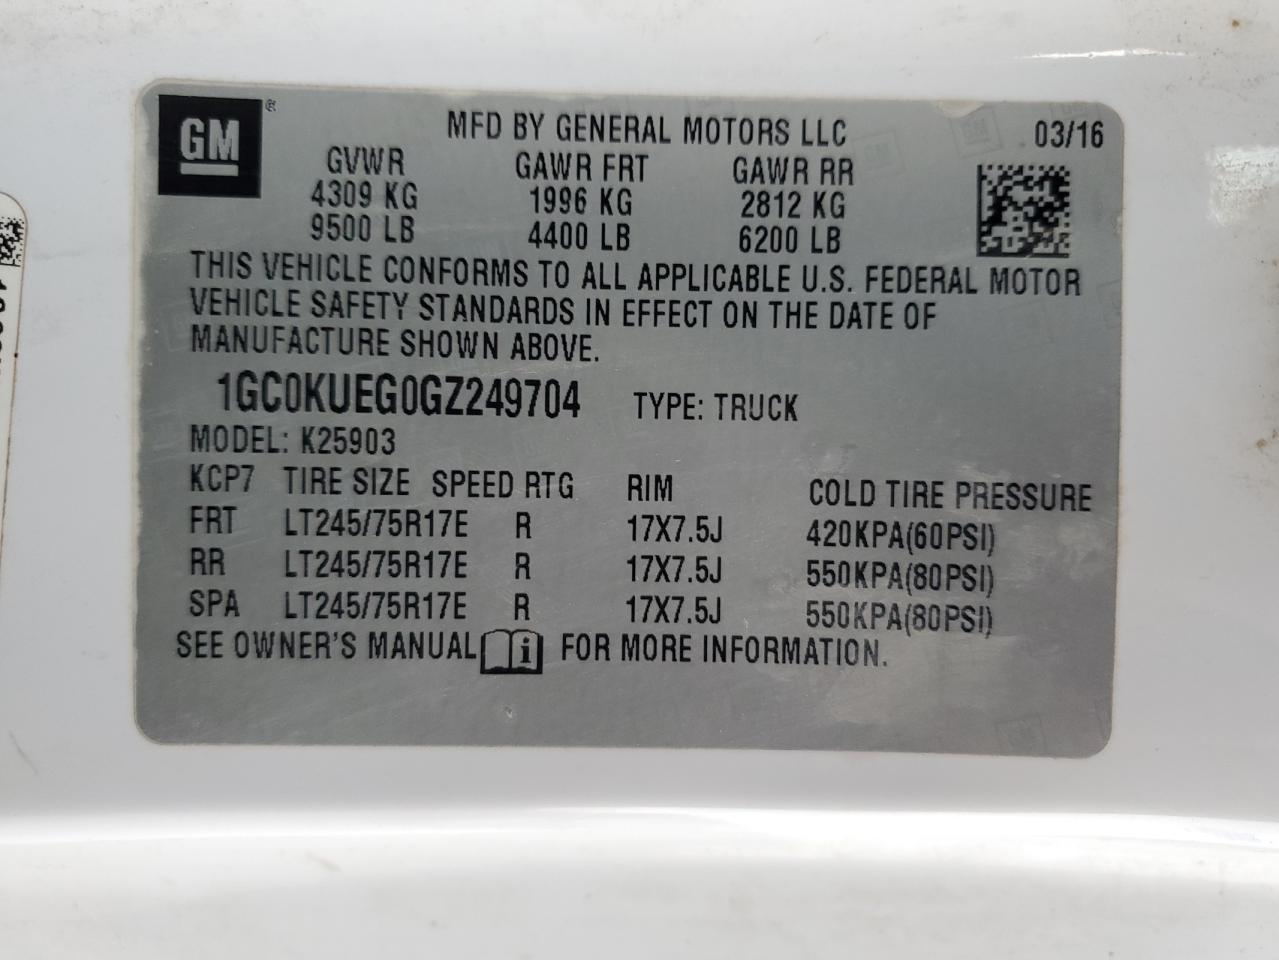 GM ®
MFD BY GENERAL MOTORS LLC 03/16
GVWR GAWR FRT GAWR RR
4309 KG 1996 KG 2812 KG
9500 LB 4400 LB 6200 LB
THIS VEHICLE CONFORMS TO ALL APPLICABLE U.S. FEDERAL MOTOR
VEHICLE SAFETY STANDARDS IN EFFECT ON THE DATE OF
MANUFACTURE SHOWN ABOVE.
1GC0KUEG0GZ249704 TYPE: TRUCK
MODEL: K25903
KCP7 TIRE SIZE SPEED RTG RIM COLD TIRE PRESSURE
FRT LT245/75R17E R 17X7.5J 420KPA(60PSI)
RR LT245/75R17E R 17X7.5J 550KPA(80PSI)
SPA LT245/75R17E R 17X7.5J 550KPA(80PSI)
SEE OWNER'S MANUAL i FOR MORE INFORMATION.